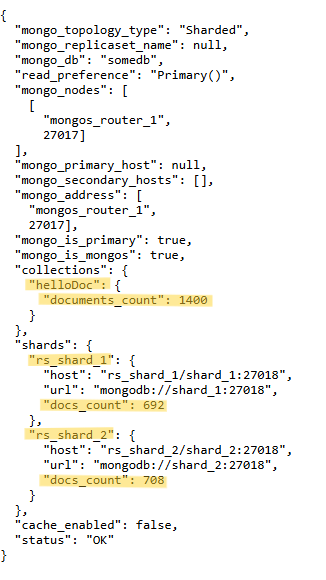 {
  "mongo_topology_type": "Sharded",
  "mongo_replicaset_name": null,
  "mongo_db": "somedb",
  "read_preference": "Primary()",
  "mongo_nodes": [
    [
      "mongos_router_1",
      27017]
  ],
  "mongo_primary_host": null,
  "mongo_secondary_hosts": [],
  "mongo_address": [
    "mongos_router_1",
    27017],
  "mongo_is_primary": true,
  "mongo_is_mongos": true,
  "collections": {
    "helloDoc": {
      "documents_count": 1400
    }
  },
  "shards": {
    "rs_shard_1": {
      "host": "rs_shard_1/shard_1:27018",
      "url": "mongodb://shard_1:27018",
      "docs_count": 692
    },
    "rs_shard_2": {
      "host": "rs_shard_2/shard_2:27018",
      "url": "mongodb://shard_2:27018",
      "docs_count": 708
    }
  },
  "cache_enabled": false,
  "status": "OK"
}